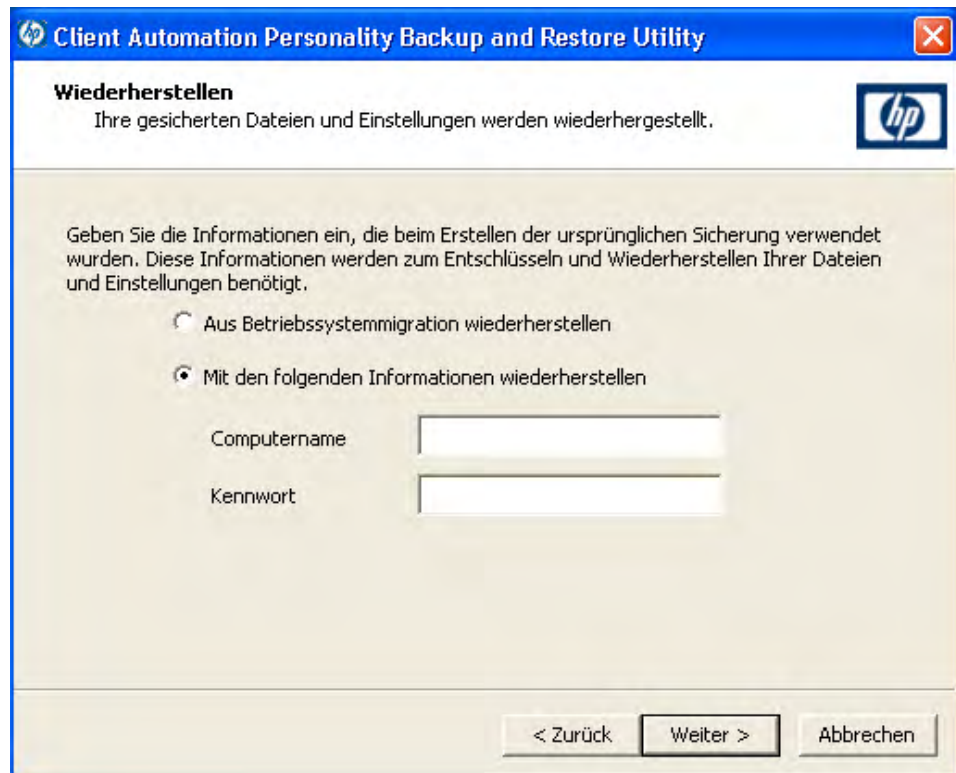 Client Automation Personality Backup and Restore Utility
Wiederherstellen
Ihre gesicherten Dateien und Einstellungen werden wiederhergestellt.
hp
Geben Sie die Informationen ein, die beim Erstellen der ursprünglichen Sicherung verwendet
wurden. Diese Informationen werden zum Entschlüsseln und Wiederherstellen Ihrer Dateien
und Einstellungen benötigt.
Aus Betriebssystemmigration wiederherstellen
Mit den folgenden Informationen wiederherstellen
Computername
Kennwort
< Zurück Weiter > Abbrechen